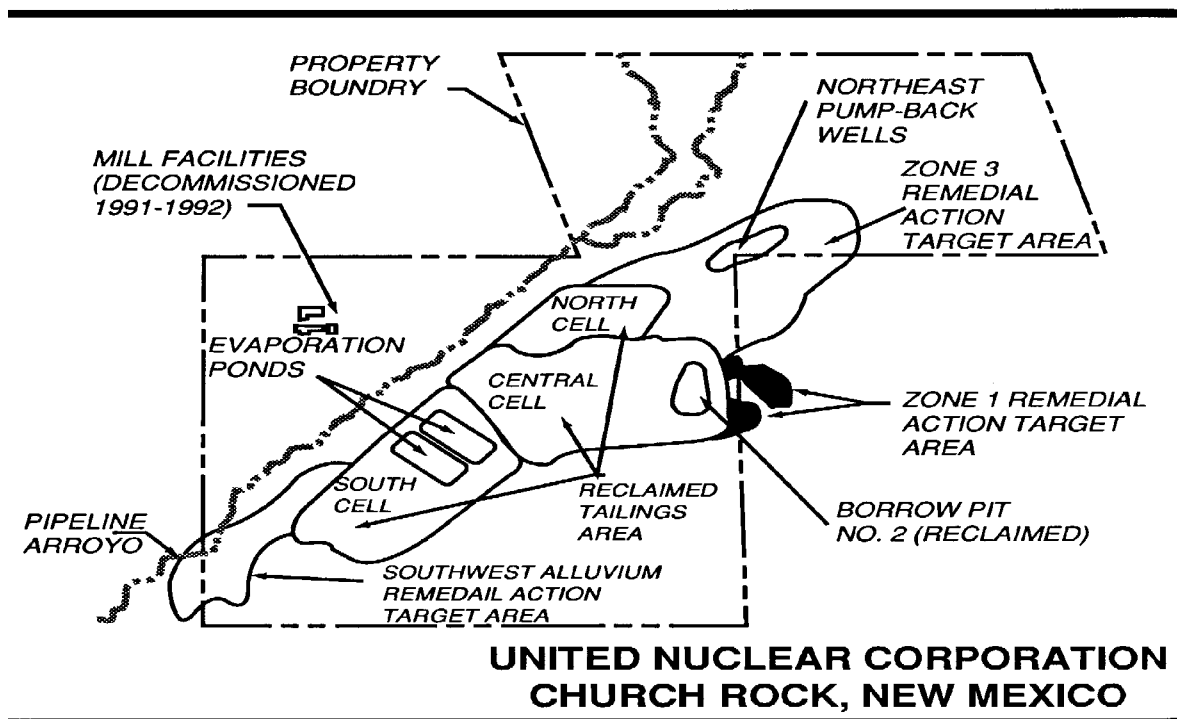 PROPERTY
BOUNDRY
NORTHEAST
PUMP-BACK
WELLS
MILL FACILITIES
(DECOMMISSIONED
1991-1992)
ZONE 3
REMEDIAL
ACTION
TARGET AREA
NORTH
CELL
EVAPORATION
PONDS
CENTRAL
CELL
ZONE 1 REMEDIAL
ACTION TARGET
AREA
SOUTH
CELL
RECLAIMED
TAILINGS
AREA
BORROW PIT
NO. 2 (RECLAIMED)
PIPELINE
ARROYO
SOUTHWEST ALLUVIUM
REMEDAIL ACTION
TARGET AREA
UNITED NUCLEAR CORPORATION
CHURCH ROCK, NEW MEXICO